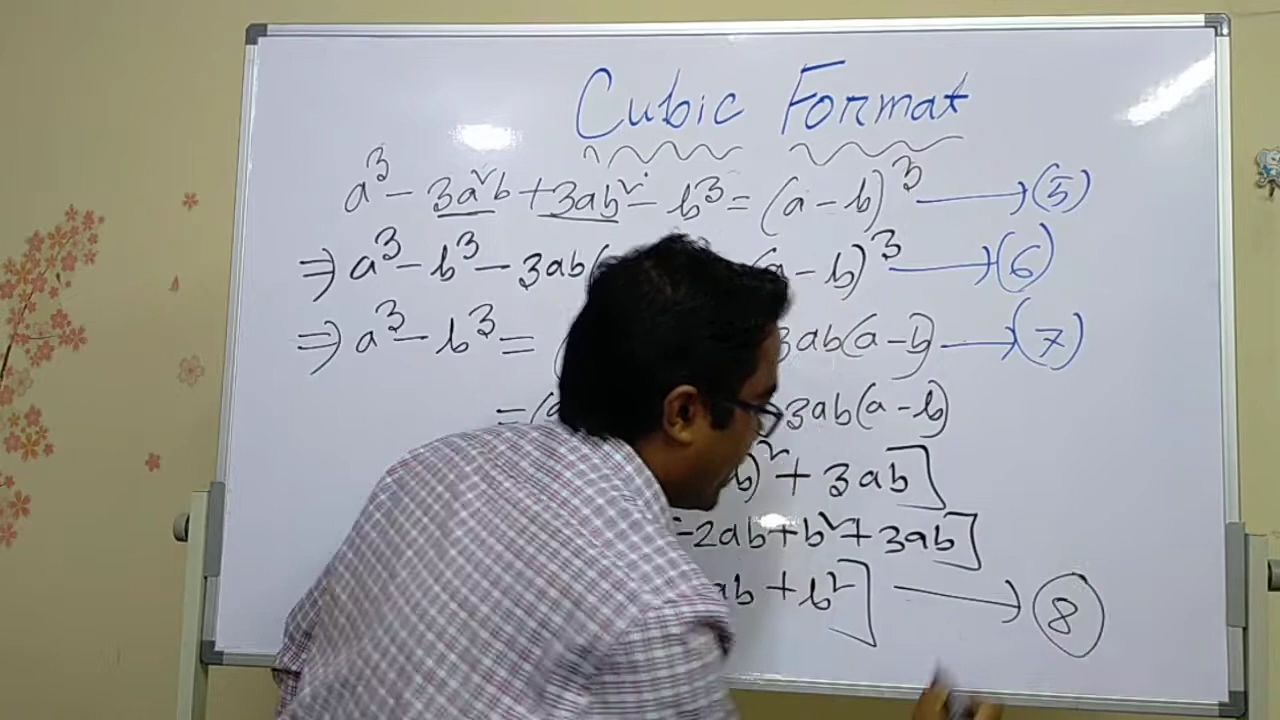 Cubic Format
a³ - 3a²b + 3ab² - b³ = (a - b)³ → (5)
⇒ a³ - b³ - 3ab( a - b)³ → (6)
⇒ a³ - b³ = ( 3ab(a - b) → (7)
= (a 3ab(a - b)
b)² + 3ab]
- 2ab + b² + 3ab]
ab + b²] → 8